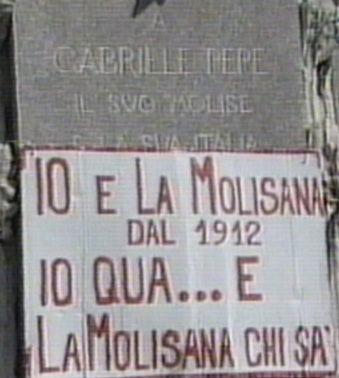 A
GABRIELE PEPE
IL SUO MOLISE
E LA SUA ITALIA
"IO E LA MOLISANA
DAL 1912
IO QUA... E
LA MOLISANA CHI SA"